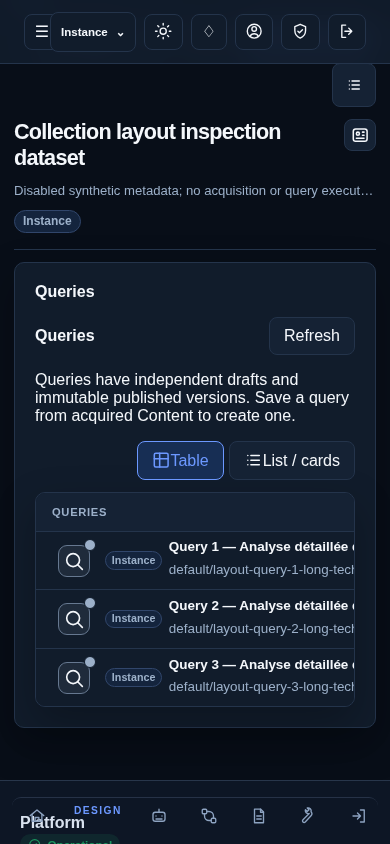 Instance
Collection layout inspection
dataset
Disabled synthetic metadata; no acquisition or query execut…
Instance
Queries
Queries
Refresh
Queries have independent drafts and
immutable published versions. Save a query
from acquired Content to create one.
Table
List / cards
QUERIES
Instance
Query 1 — Analyse détaillée
default/layout-query-1-long-tech
Instance
Query 2 — Analyse détaillée
default/layout-query-2-long-tech
Instance
Query 3 — Analyse détaillée
default/layout-query-3-long-tech
DESIGN
Platform
Operational